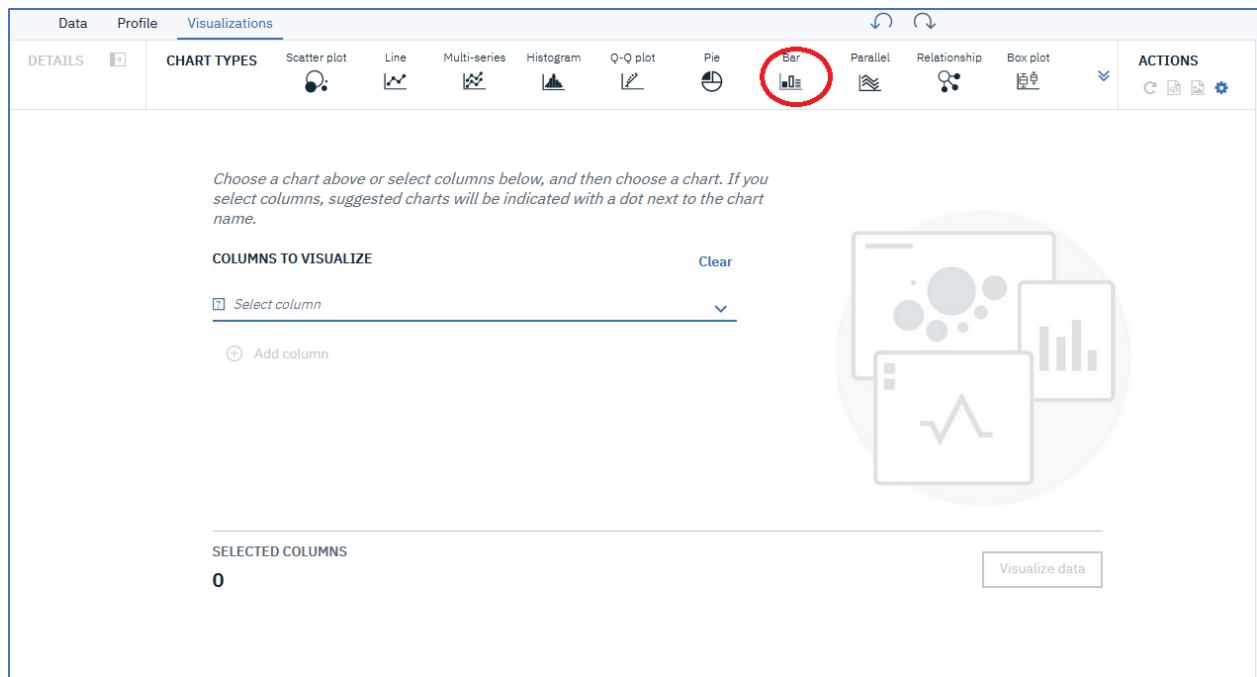 Data Profile Visualizations
DETAILS CHART TYPES Scatter plot Line Multi-series Histogram Q-Q plot Pie Bar Parallel Relationship Box plot ACTIONS
Choose a chart above or select columns below, and then choose a chart. If you
select columns, suggested charts will be indicated with a dot next to the chart
name.
COLUMNS TO VISUALIZE Clear
? Select column
Add column
SELECTED COLUMNS
0
Visualize data